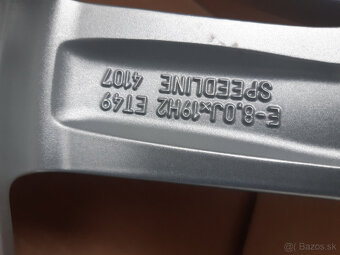 E-8,0Jx19H2 ET49
SPEEDLINE 4107
© Bazos.sk